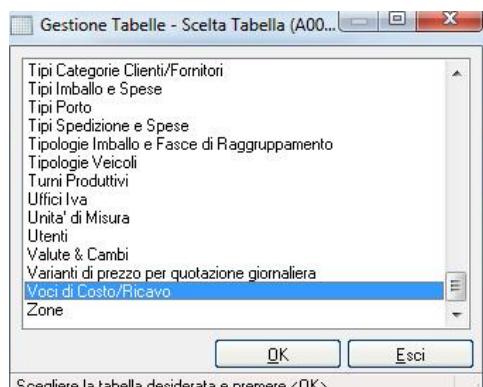 Gestione Tabelle - Scelta Tabella (A00...
Tipi Categorie Clienti/Fornitori
Tipi Imballo e Spese
Tipi Porto
Tipi Spedizione e Spese
Tipologie Imballo e Fasce di Raggruppamento
Tipologie Veicoli
Turni Produttivi
Uffici Iva
Unita' di Misura
Utenti
Valute & Cambi
Varianti di prezzo per quotazione giornaliera
Voci di Costo/Ricavo
Zone
OK Esci
Scegliere la tabella desiderata e premere <OK>